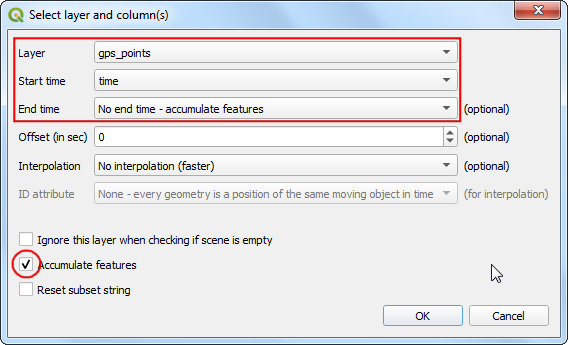 Select layer and column(s)
Layer gps_points
Start time time
End time No end time - accumulate features (optional)
Offset (in sec) 0 (optional)
Interpolation No interpolation (faster) (optional)
ID attribute None - every geometry is a position of the same moving object in time (for interpolation)
Ignore this layer when checking if scene is empty
Accumulate features
Reset subset string
OK Cancel